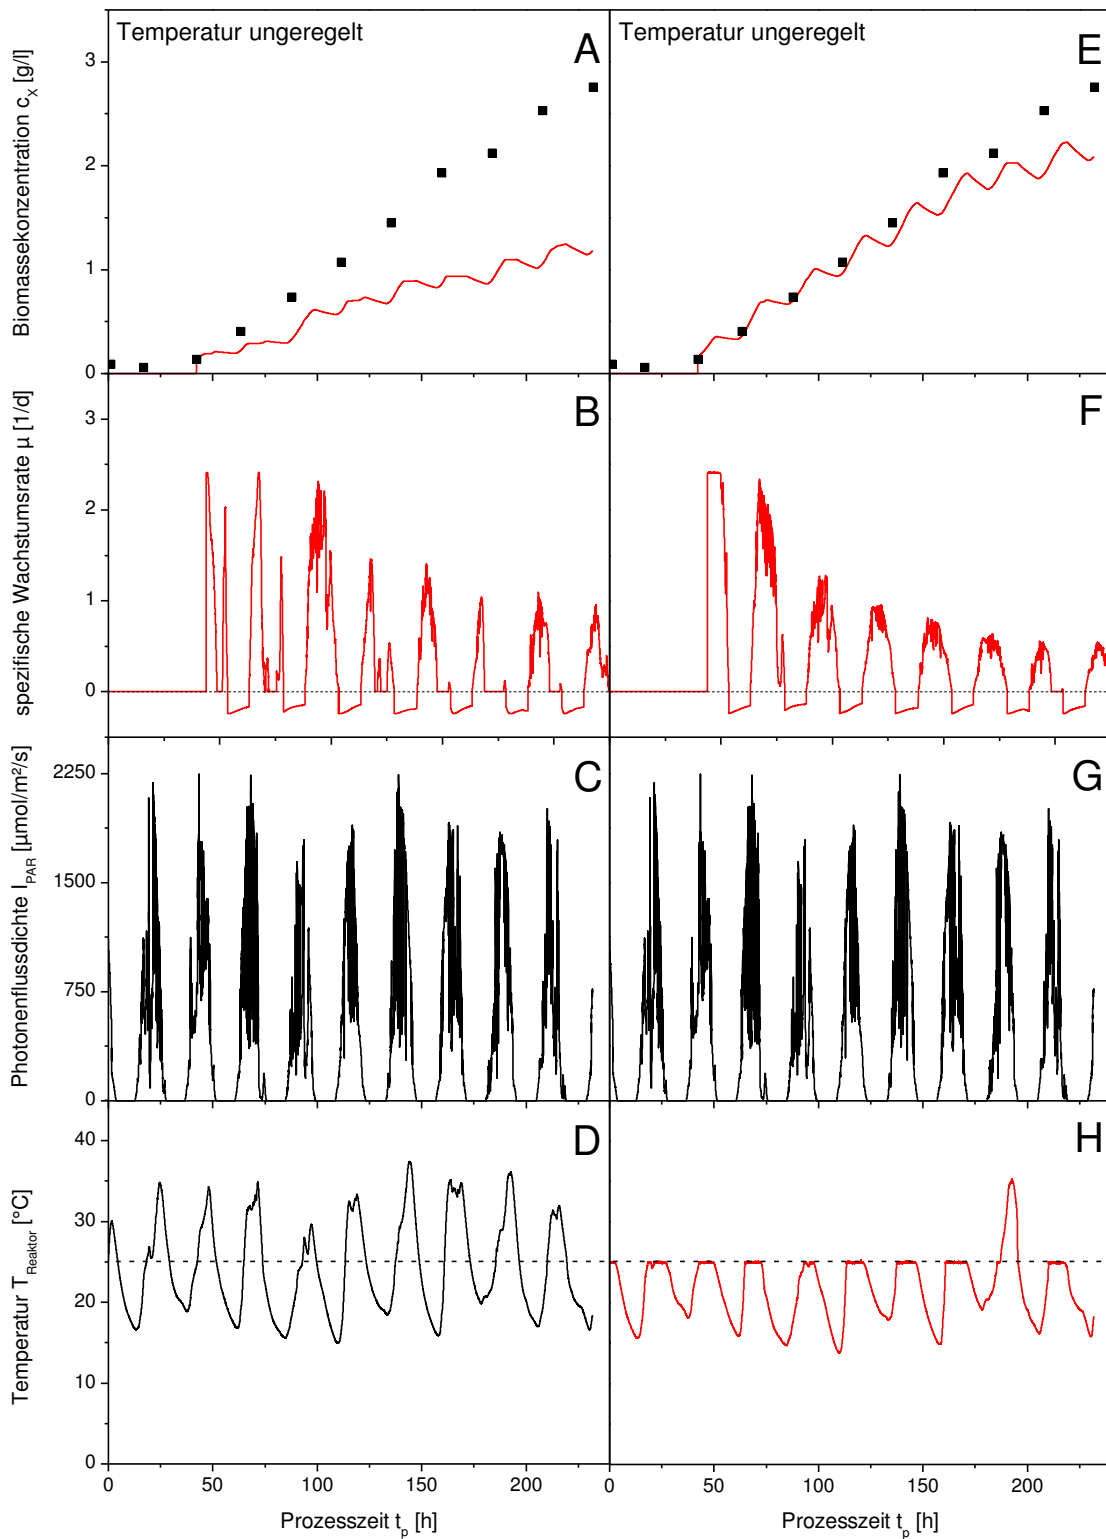 Temperatur ungeregelt
A
Temperatur ungeregelt
E
Biomassekonzentration c_X [g/l]
3
2
1
0
B
F
spezifische Wachstumsrate µ [1/d]
3
2
1
0
C
G
Photonenflussdichte I_PAR [µmol/m²/s]
2250
1500
750
0
D
H
Temperatur T_Reaktor [°C]
40
30
20
10
0
0 50 100 150 200 0 50 100 150 200
Prozesszeit t_p [h] Prozesszeit t_p [h]